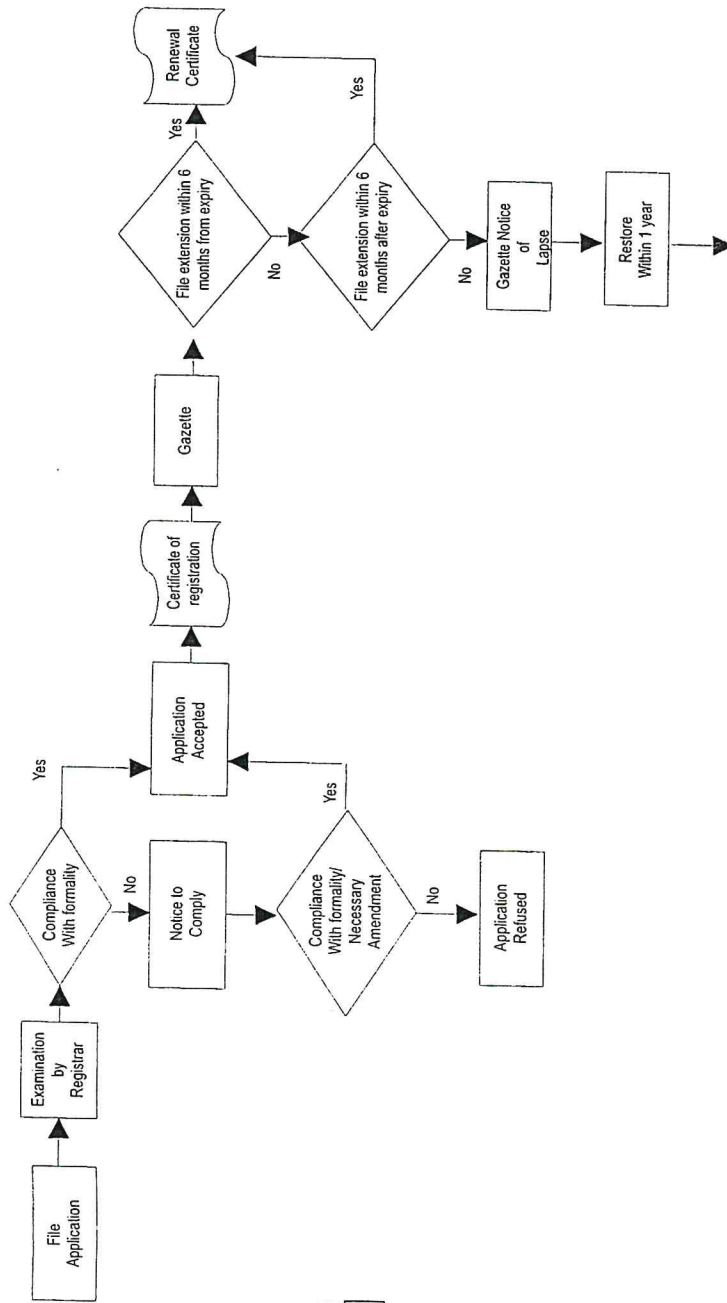 File
Application
Examination
by
Registrar
Compliance
With formality
Yes
No
Notice to
Comply
Compliance
With formality/
Necessary
Amendment
Yes
No
Application
Refused
Application
Accepted
Certificate of
registration
Gazette
File extension within 6
months from expiry
Yes
No
Renewal
Certificate
File extension within 6
months after expiry
Yes
No
Gazette Notice
of
Lapse
Restore
Within 1 year